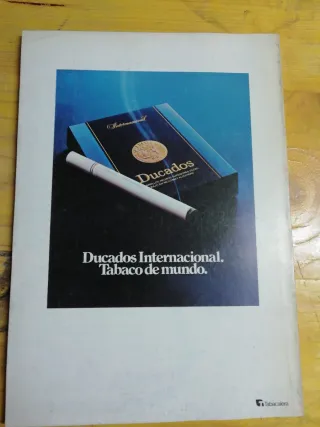 Internacional
Ducados
Ducados Internacional.
Tabaco de mundo.
Tabacalera